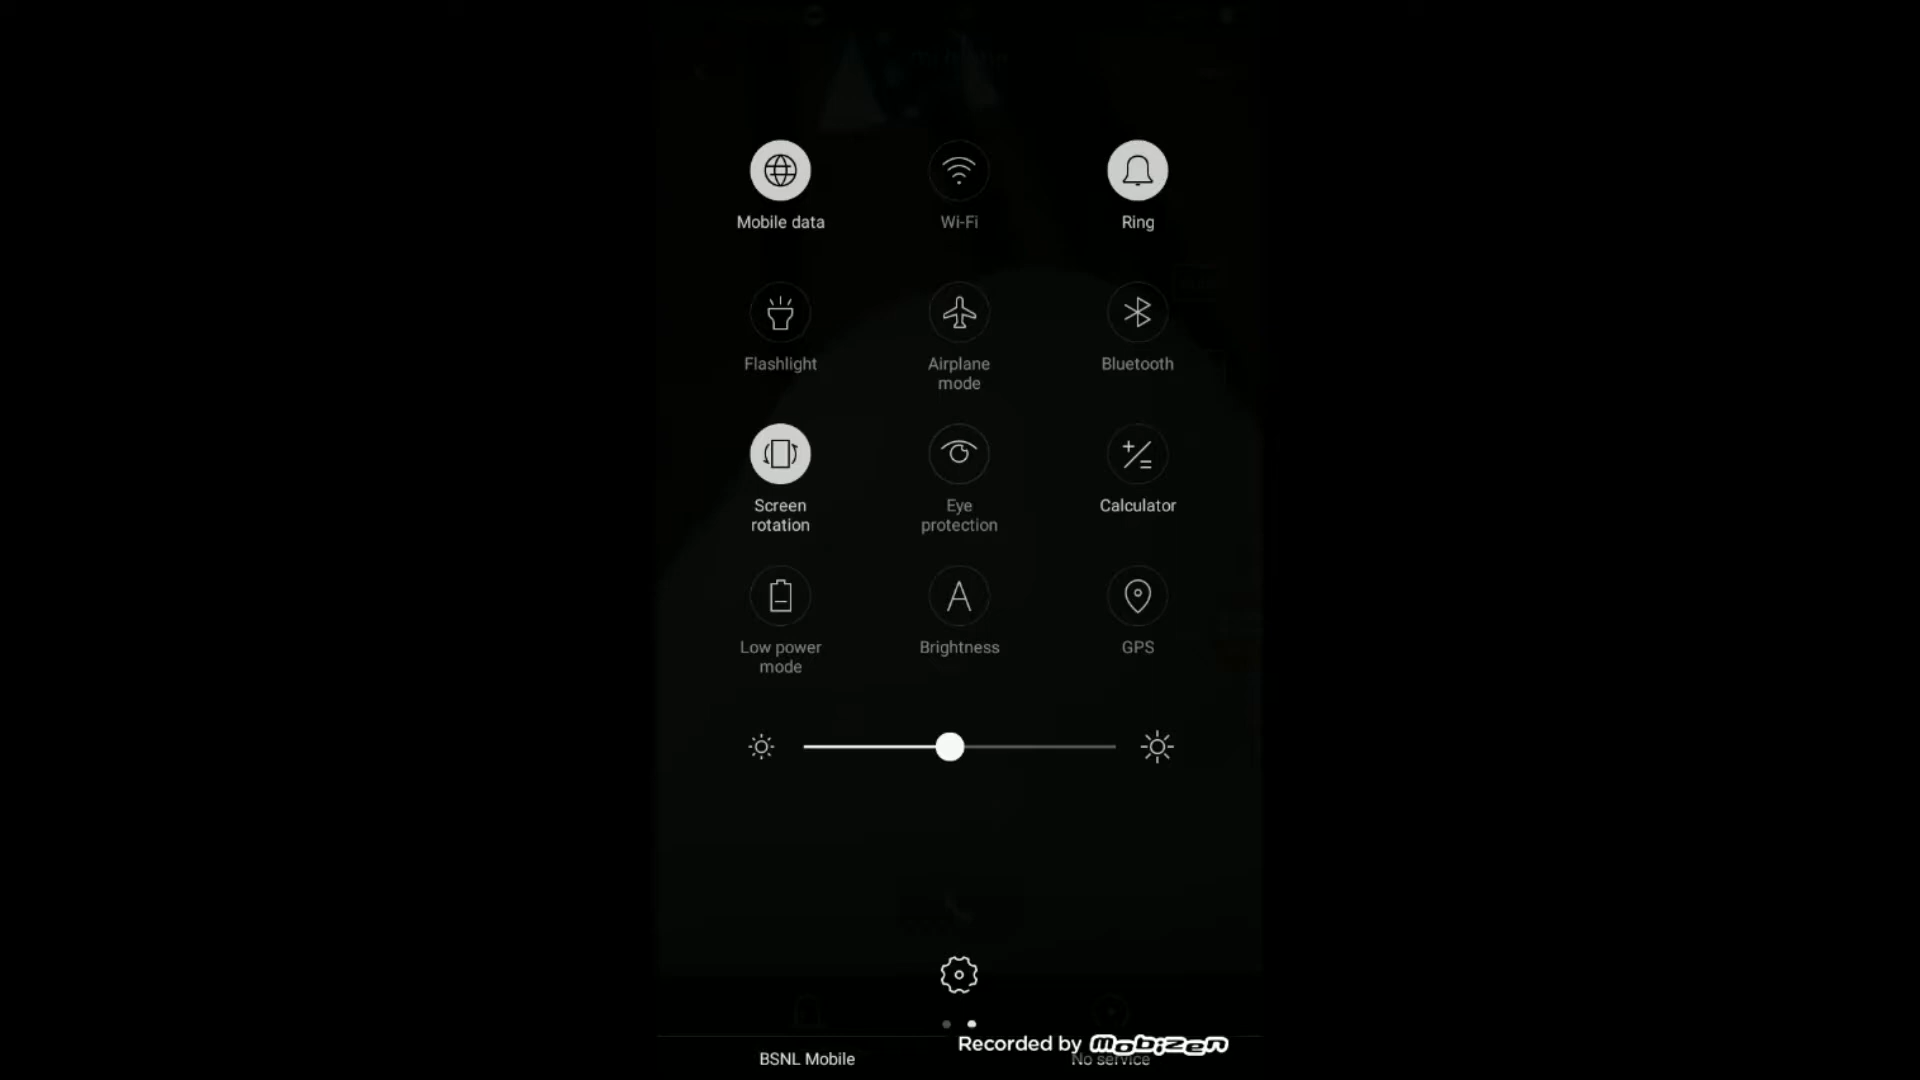 Mobile data
Wi-Fi
Ring
Flashlight
Airplane
mode
Bluetooth
Screen
rotation
Eye
protection
Calculator
Low power
mode
Brightness
GPS
Recorded by Mobizen
BSNL Mobile
No service